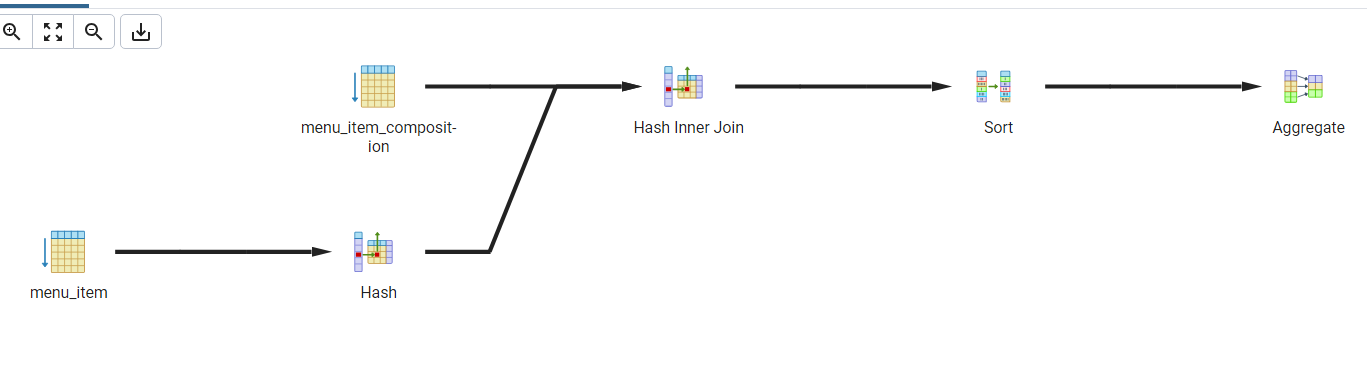 menu_item_composit-
ion
Hash Inner Join
Sort
Aggregate
menu_item
Hash